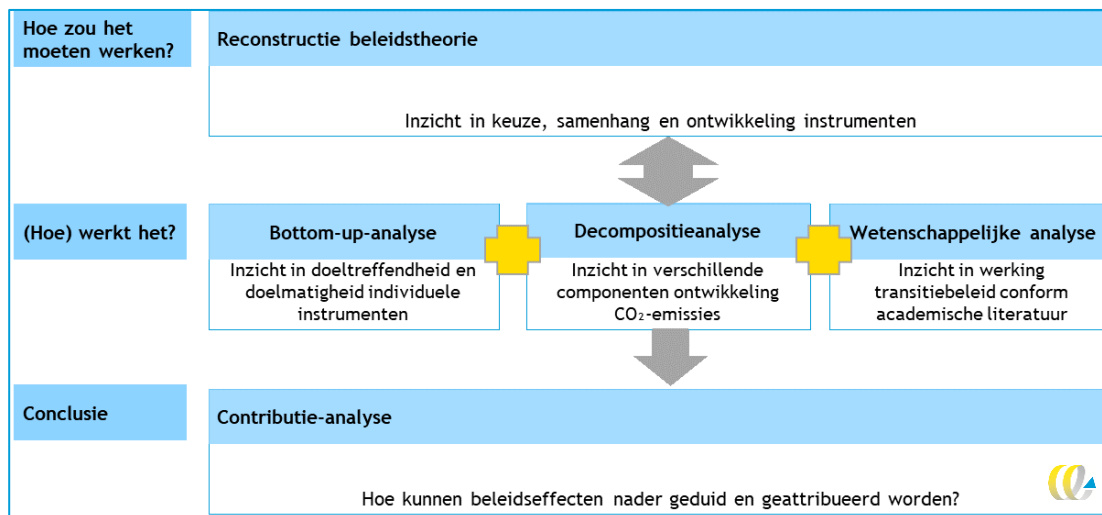 Hoe zou het
moeten werken?
Reconstructie beleidstheorie
Inzicht in keuze, samenhang en ontwikkeling instrumenten
(Hoe) werkt het?
Bottom-up-analyse
Inzicht in doeltreffendheid en
doelmatigheid individuele
instrumenten
Decompositieanalyse
Inzicht in verschillende
componenten ontwikkeling
CO₂-emissies
Wetenschappelijke analyse
Inzicht in werking
transitiebeleid conform
academische literatuur
Conclusie
Contributie-analyse
Hoe kunnen beleidseffecten nader geduid en geattribueerd worden?